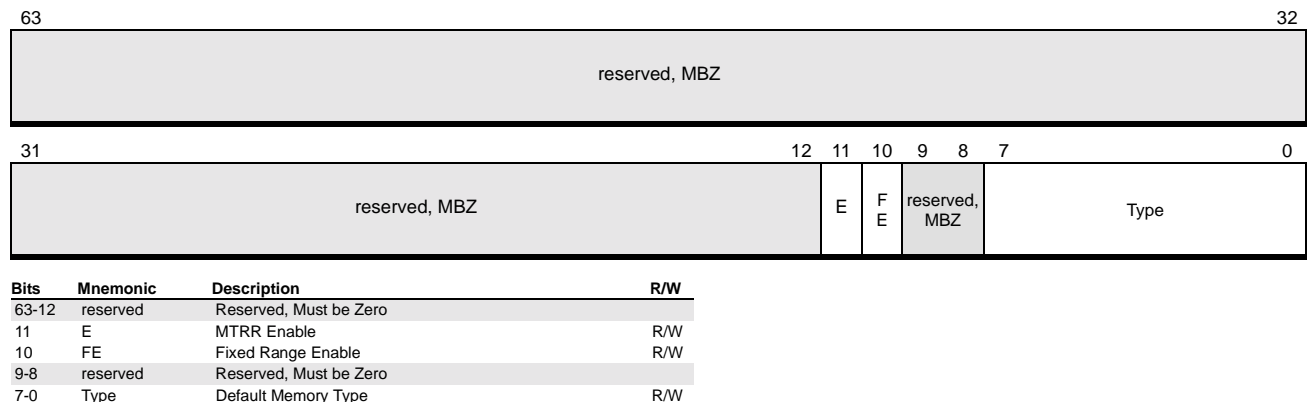 63 32
reserved, MBZ
31 12 11 10 9 8 7 0
reserved, MBZ E F E reserved, MBZ Type
Bits Mnemonic Description R/W
63-12 reserved Reserved, Must be Zero
11 E MTRR Enable R/W
10 FE Fixed Range Enable R/W
9-8 reserved Reserved, Must be Zero
7-0 Type Default Memory Type R/W